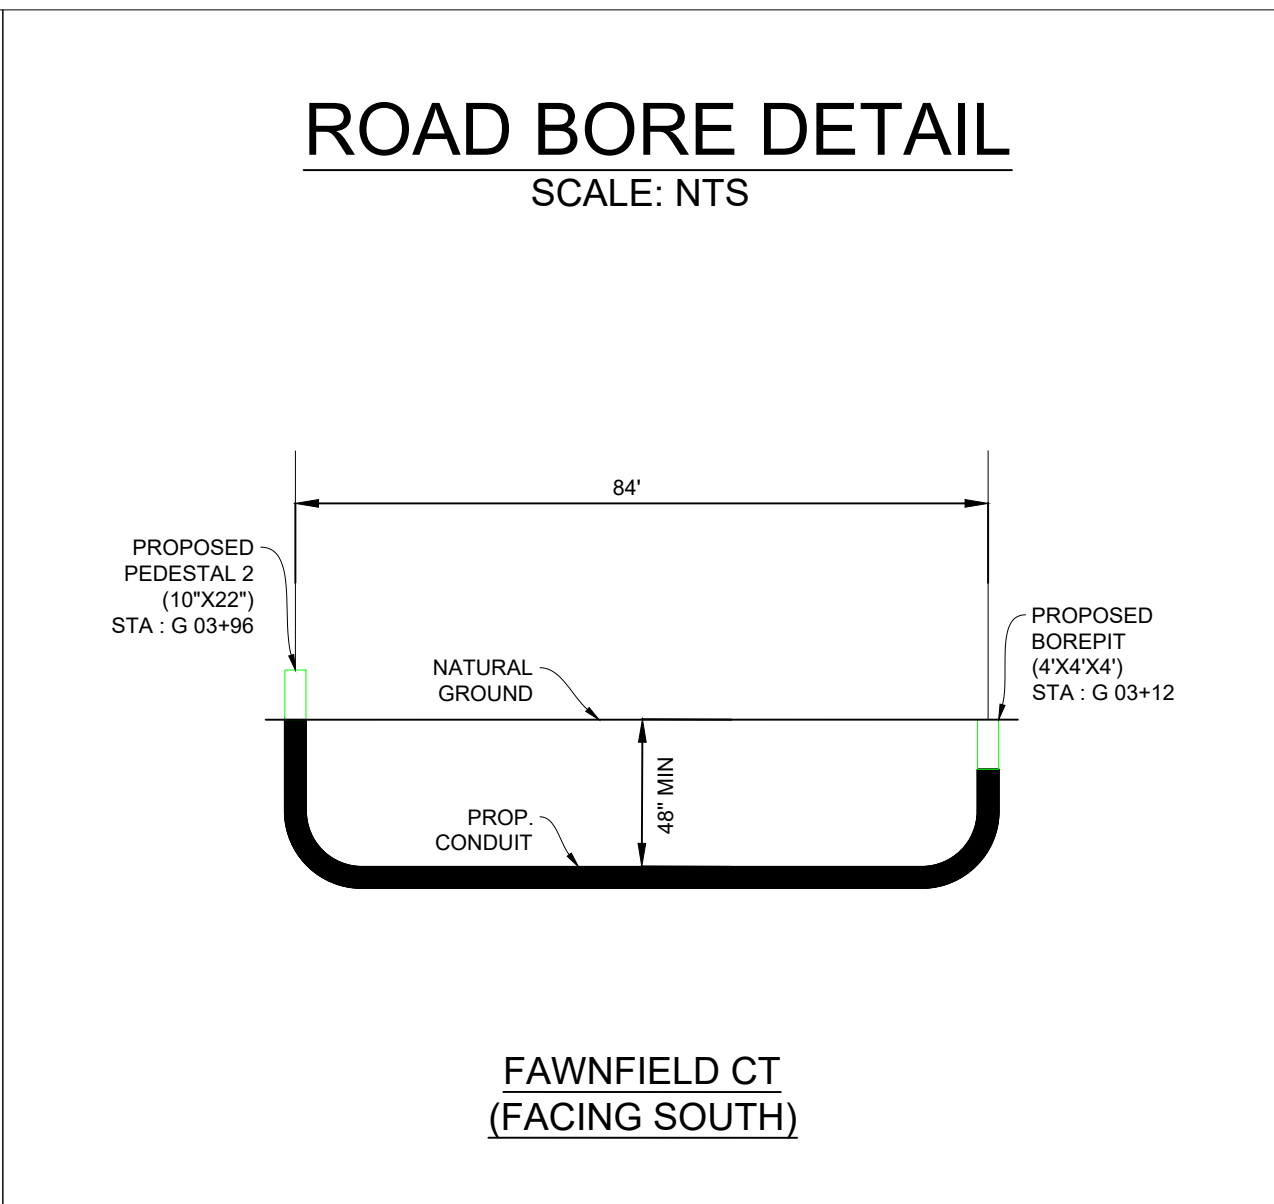 ROAD BORE DETAIL
SCALE: NTS
84'
PROPOSED
PEDESTAL 2
(10"X22")
STA : G 03+96
PROPOSED
BOREPIT
(4'X4'X4')
STA : G 03+12
NATURAL
GROUND
48" MIN
PROP.
CONDUIT
FAWNFIELD CT
(FACING SOUTH)